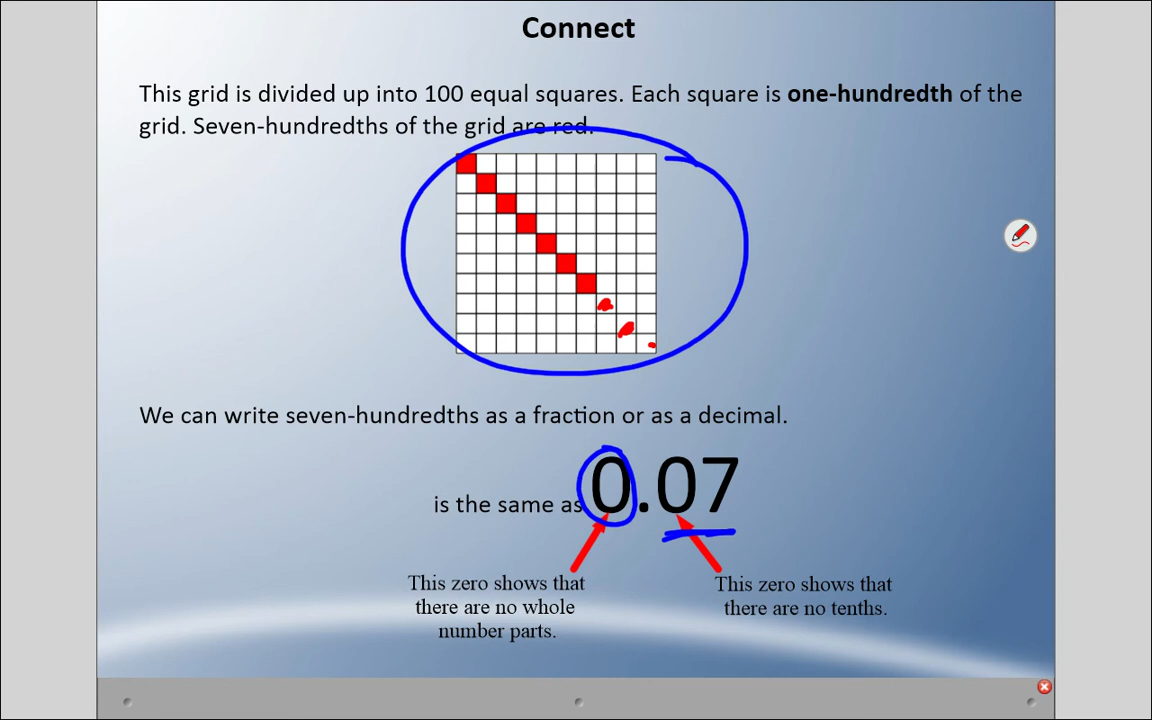 Connect
This grid is divided up into 100 equal squares. Each square is one-hundredth of the
grid. Seven-hundredths of the grid are red.
We can write seven-hundredths as a fraction or as a decimal.
is the same as 0.07
This zero shows that
there are no whole
number parts.
This zero shows that
there are no tenths.